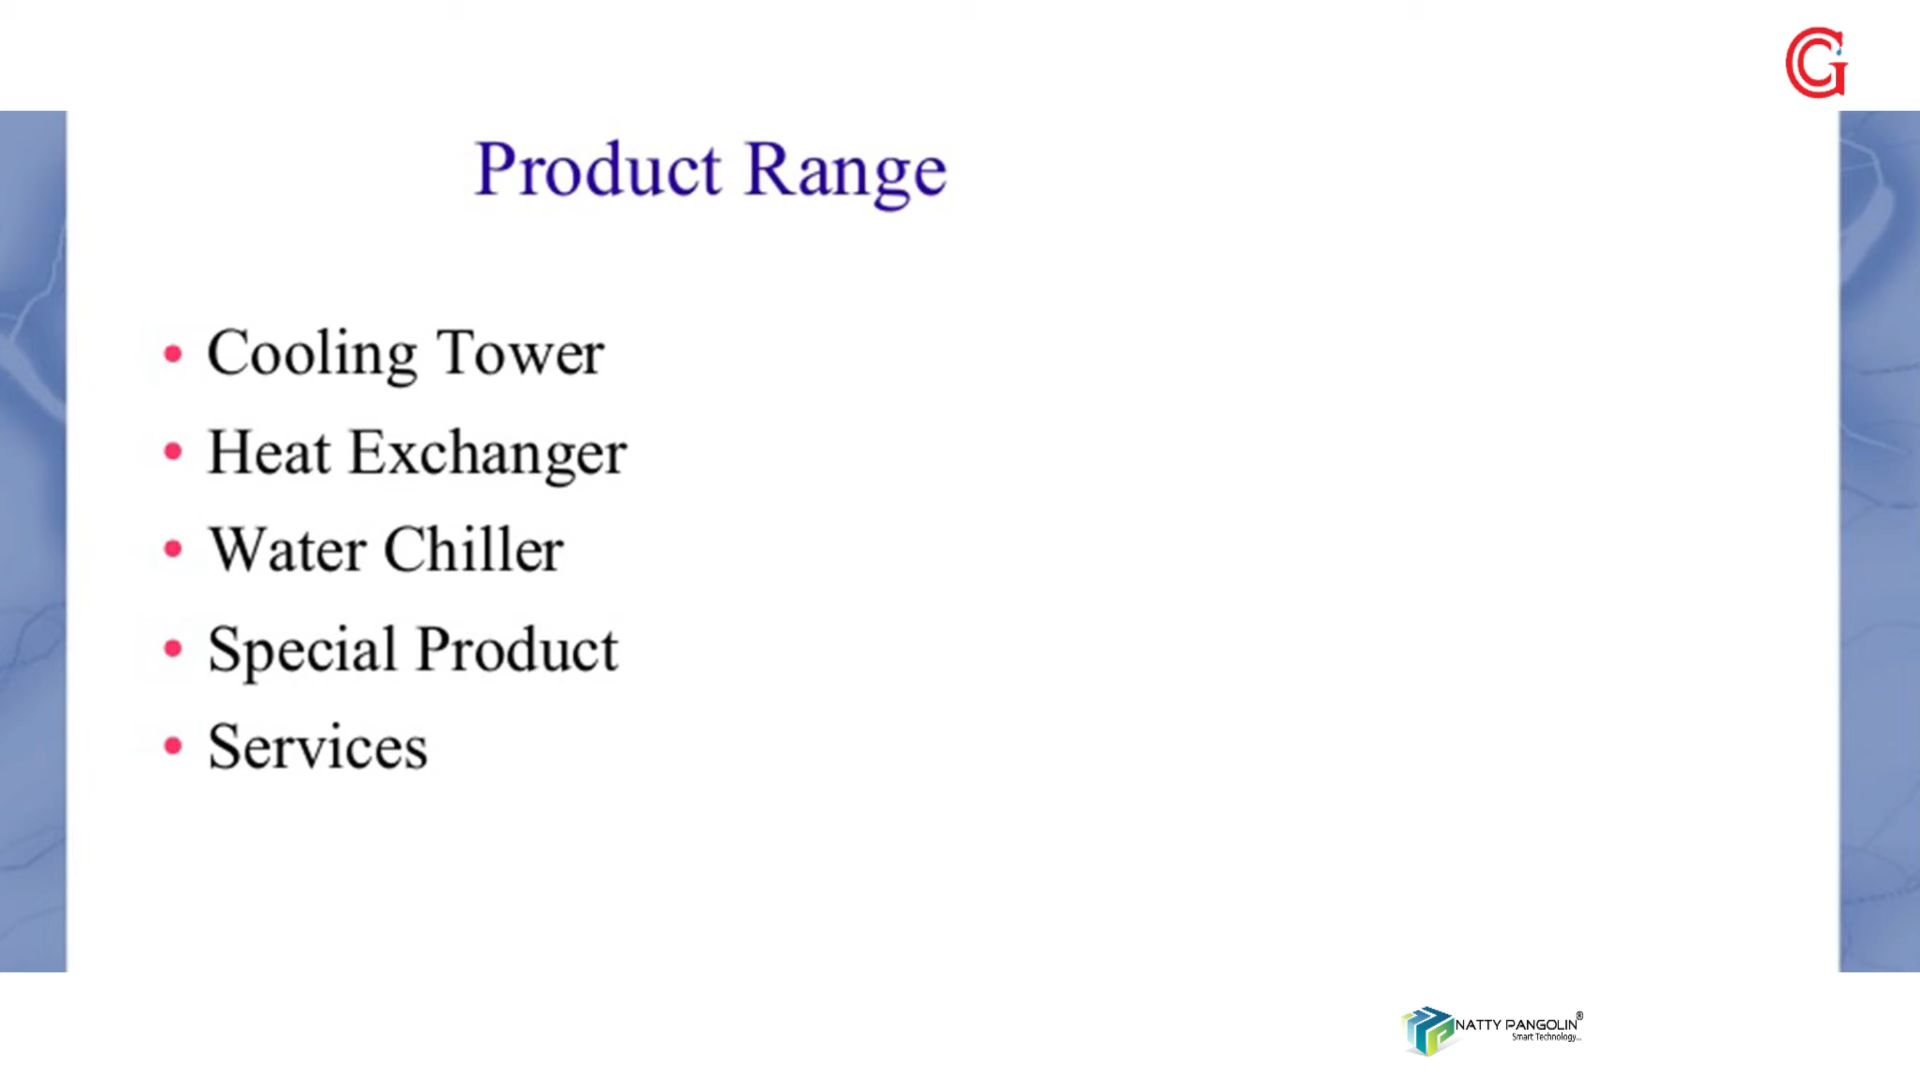 Product Range
• Cooling Tower
• Heat Exchanger
• Water Chiller
• Special Product
• Services
NATTY PANGOLIN®
Smart Technology...